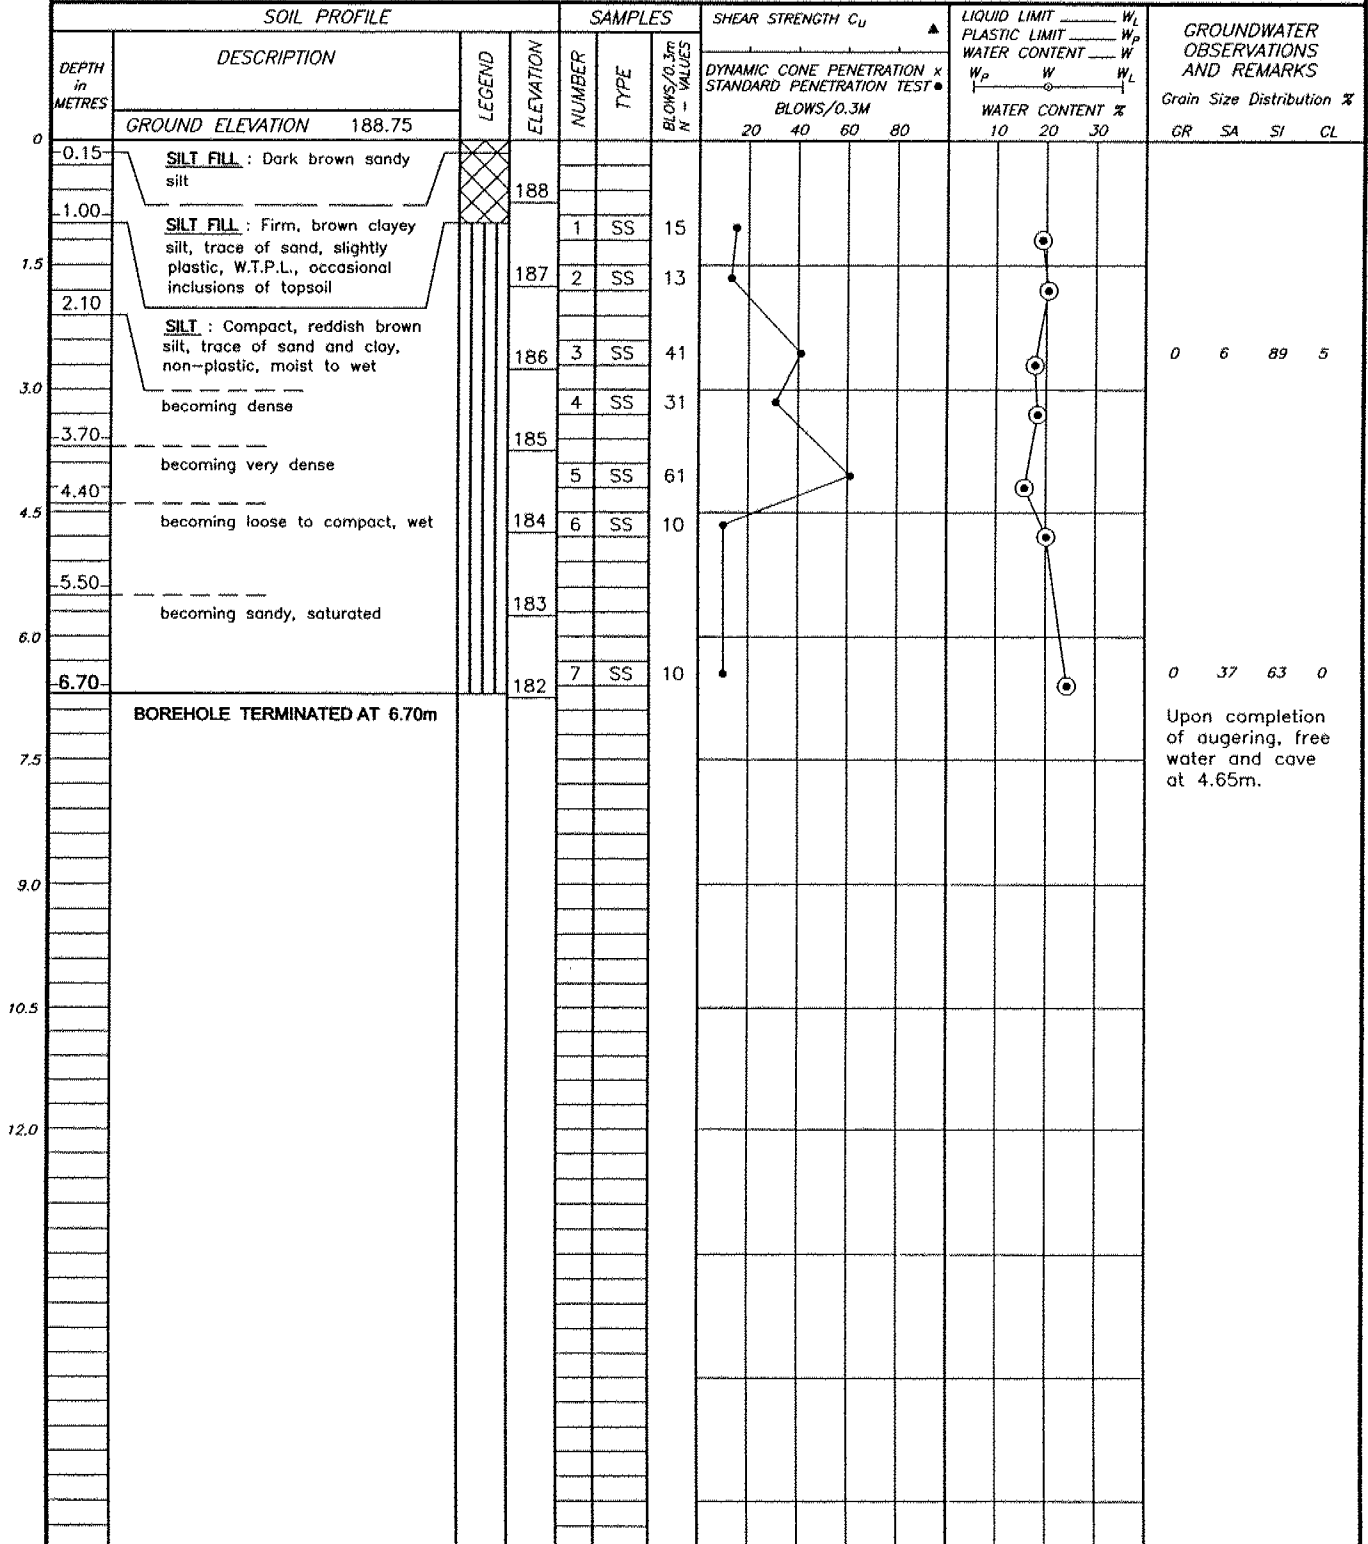 SOIL PROFILE
SAMPLES
DEPTH
in
METRES
DESCRIPTION
GROUND ELEVATION 188.75
LEGEND
ELEVATION
NUMBER
TYPE
BLOWS/0.3m
N - VALUES
SHEAR STRENGTH CU
DYNAMIC CONE PENETRATION x
STANDARD PENETRATION TEST
BLOWS/0.3M
20 40 60 80
LIQUID LIMIT WL
PLASTIC LIMIT WP
WATER CONTENT W
WP W WL
WATER CONTENT %
10 20 30
GROUNDWATER
OBSERVATIONS
AND REMARKS
Grain Size Distribution %
GR SA SI CL
0
0.15
SILT FILL : Dark brown sandy
silt
188
1.00
SILT FILL : Firm, brown clayey
silt, trace of sand, slightly
plastic, W.T.P.L., occasional
inclusions of topsoil
1 SS 15
1.5
187
2 SS 13
2.10
SILT : Compact, reddish brown
silt, trace of sand and clay,
non-plastic, moist to wet
186
3 SS 41
0 6 89 5
3.0
becoming dense
4 SS 31
3.70
185
becoming very dense
5 SS 61
4.40
4.5
becoming loose to compact, wet
184
6 SS 10
5.50
183
becoming sandy, saturated
6.0
7 SS 10
0 37 63 0
6.70
182
BOREHOLE TERMINATED AT 6.70m
Upon completion
of augering, free
water and cave
at 4.65m.
7.5
9.0
10.5
12.0